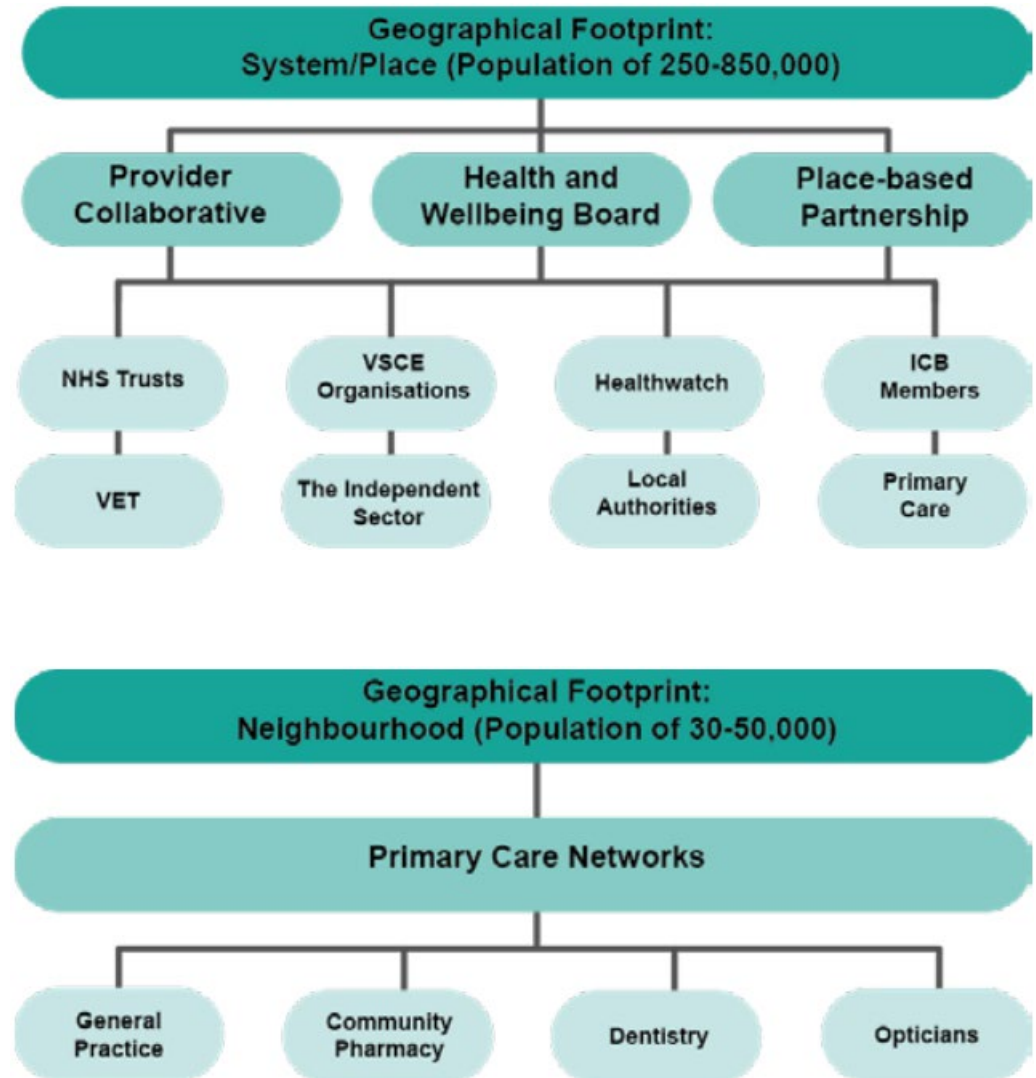 Geographical Footprint:
System/Place (Population of 250-850,000)
Provider
Collaborative
Health and
Wellbeing Board
Place-based
Partnership
NHS Trusts
VSCE
Organisations
Healthwatch
ICB
Members
VET
The Independent
Sector
Local
Authorities
Primary
Care
Geographical Footprint:
Neighbourhood (Population of 30-50,000)
Primary Care Networks
General
Practice
Community
Pharmacy
Dentistry
Opticians